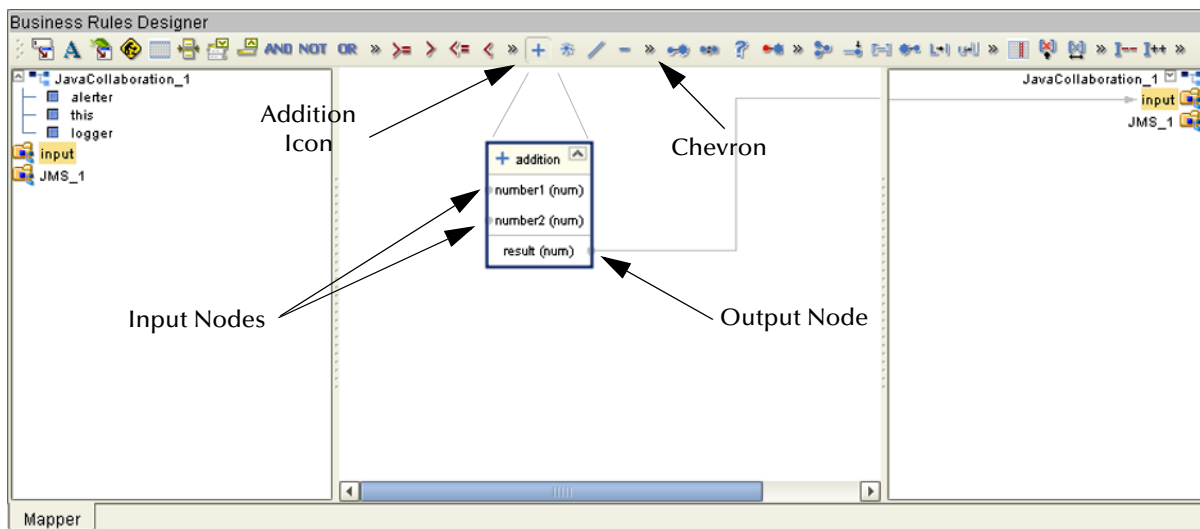 Business Rules Designer
A AND NOT OR » >= > <= < » + / - » ? » » » I-- I++ »
JavaCollaboration_1
alerter
this
logger
input
JMS_1
Addition
Icon
Chevron
+ addition
number1 (num)
number2 (num)
result (num)
Input Nodes
Output Node
JavaCollaboration_1
input
JMS_1
Mapper